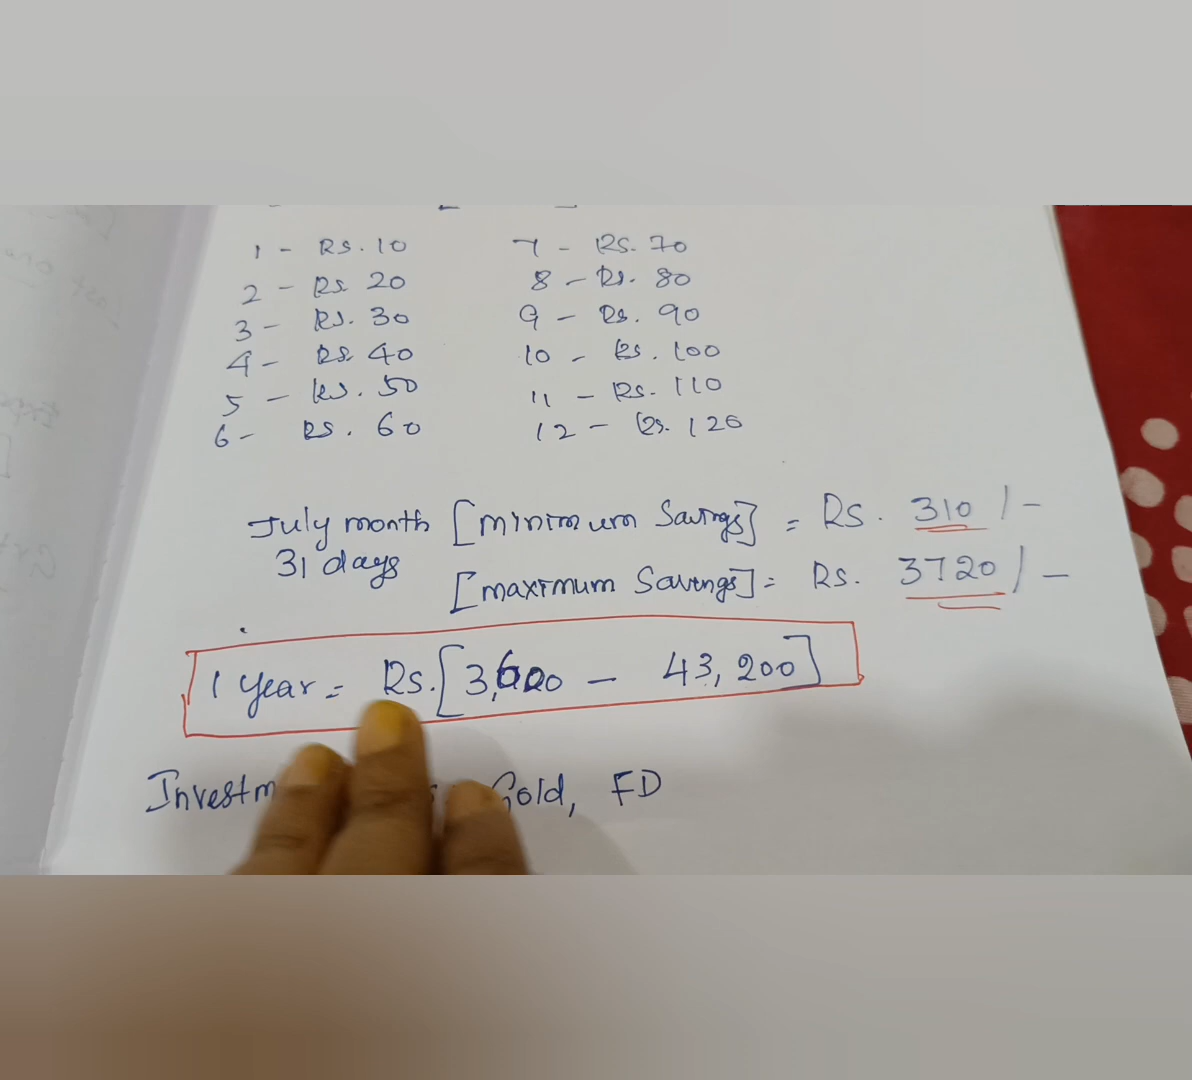 1 - Rs. 10
2 - Rs. 20
3 - Rs. 30
4 - Rs. 40
5 - Rs. 50
6 - Rs. 60
7 - Rs. 70
8 - Rs. 80
9 - Rs. 90
10 - Rs. 100
11 - Rs. 110
12 - Rs. 120
July month [minimum Savings] = Rs. 310/-
31 days
[maximum Savings] = Rs. 3720/-
1 year = Rs. [3,600 - 43,200]
Gold, FD